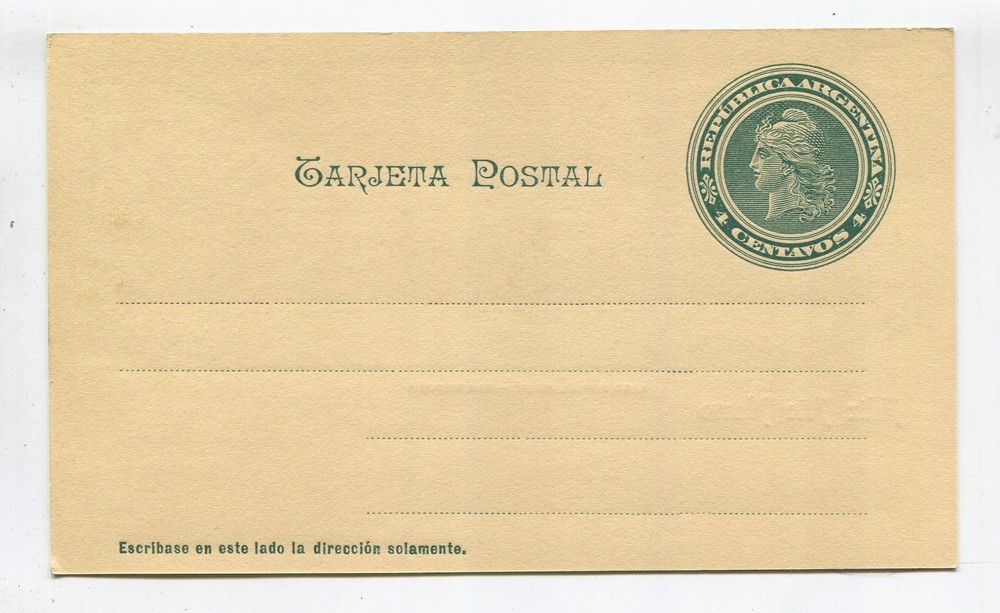 REPÚBLICA ARGENTINA
TARJETA POSTAL
4 CENTAVOS 4
Escríbase en este lado la dirección solamente.